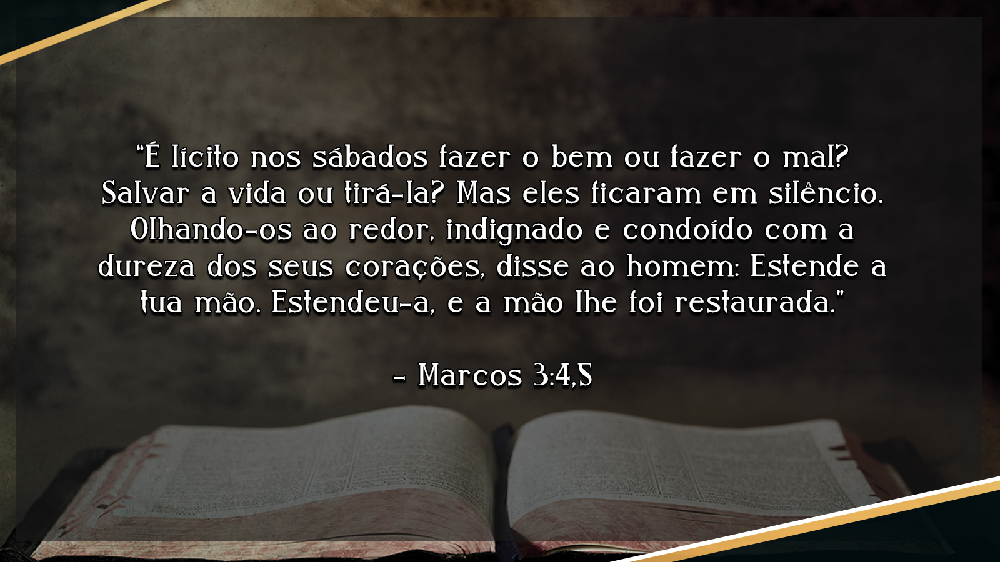 “É lícito nos sábados fazer o bem ou fazer o mal?
Salvar a vida ou tirá-la? Mas eles ficaram em silêncio.
Olhando-os ao redor, indignado e condoído com a
dureza dos seus corações, disse ao homem: Estende a
tua mão. Estendeu-a, e a mão lhe foi restaurada.”
- Marcos 3:4,5